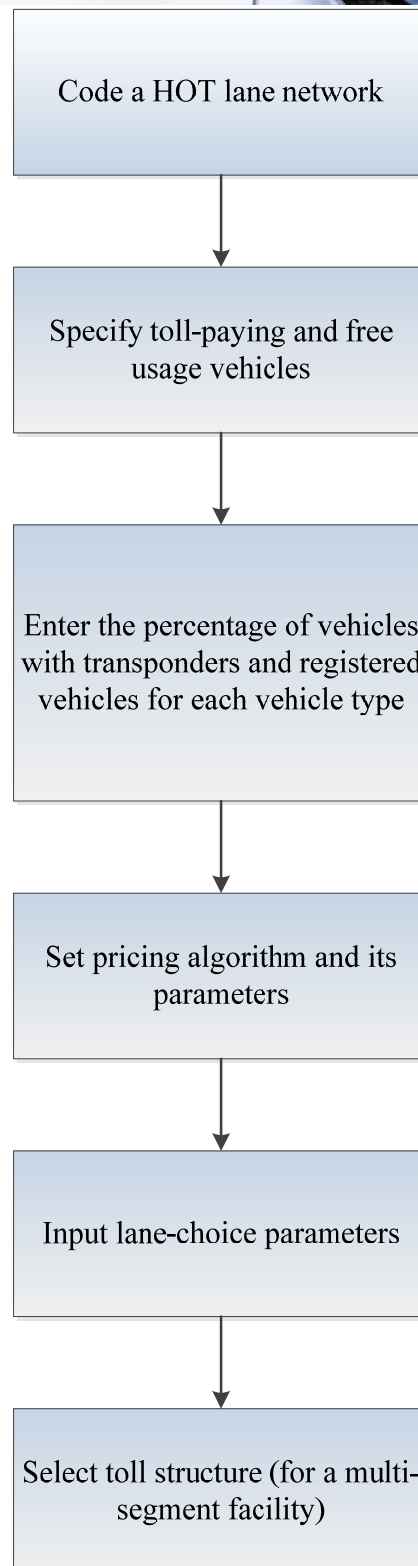 Code a HOT lane network
Specify toll-paying and free
usage vehicles
Enter the percentage of vehicles
with transponders and registered
vehicles for each vehicle type
Set pricing algorithm and its
parameters
Input lane-choice parameters
Select toll structure (for a multi-
segment facility)